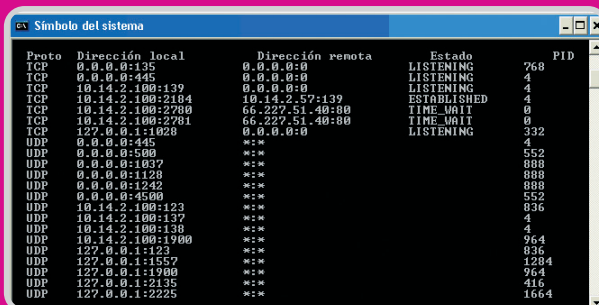 Símbolo del sistema
Proto Dirección local Dirección remota Estado PID
TCP 0.0.0.0:135 0.0.0.0:0 LISTENING 768
TCP 0.0.0.0:445 0.0.0.0:0 LISTENING 4
TCP 10.14.2.100:139 0.0.0.0:0 LISTENING 4
TCP 10.14.2.100:2184 10.14.2.57:139 ESTABLISHED 4
TCP 10.14.2.100:2780 66.227.51.40:80 TIME_WAIT 0
TCP 10.14.2.100:2781 66.227.51.40:80 TIME_WAIT 0
TCP 127.0.0.1:1028 0.0.0.0:0 LISTENING 332
UDP 0.0.0.0:445 *:* 4
UDP 0.0.0.0:500 *:* 552
UDP 0.0.0.0:1037 *:* 888
UDP 0.0.0.0:1128 *:* 888
UDP 0.0.0.0:1242 *:* 888
UDP 0.0.0.0:4500 *:* 552
UDP 10.14.2.100:123 *:* 836
UDP 10.14.2.100:137 *:* 4
UDP 10.14.2.100:138 *:* 4
UDP 10.14.2.100:1900 *:* 964
UDP 127.0.0.1:123 *:* 836
UDP 127.0.0.1:1557 *:* 1284
UDP 127.0.0.1:1900 *:* 964
UDP 127.0.0.1:2135 *:* 416
UDP 127.0.0.1:2225 *:* 1664